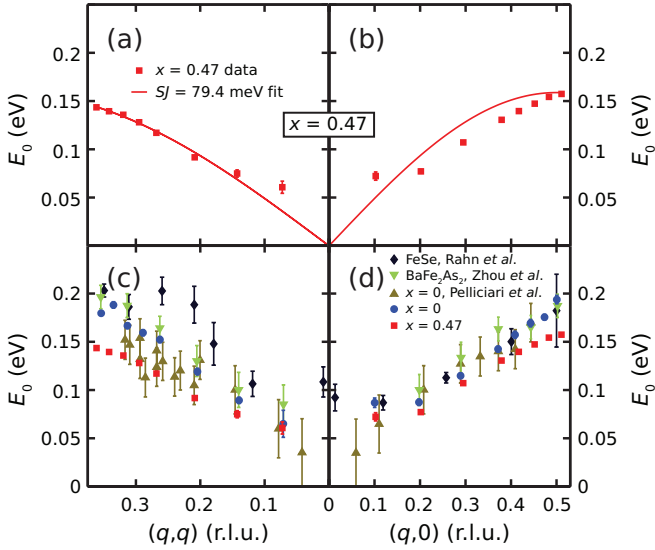 (a)
(b)
0.2
0.15
0.1
0.05
E₀ (eV)
x = 0.47 data
SJ = 79.4 meV fit
x = 0.47
0.2
0.15
0.1
0.05
E₀ (eV)
(c)
(d)
FeSe, Rahn et al.
BaFe₂As₂, Zhou et al.
x = 0, Pelliciari et al.
x = 0
x = 0.47
0.2
0.15
0.1
0.05
0
E₀ (eV)
0.2
0.15
0.1
0.05
0
E₀ (eV)
0.3 0.2 0.1 0 0.1 0.2 0.3 0.4 0.5
(q,q) (r.l.u.)
(q,0) (r.l.u.)